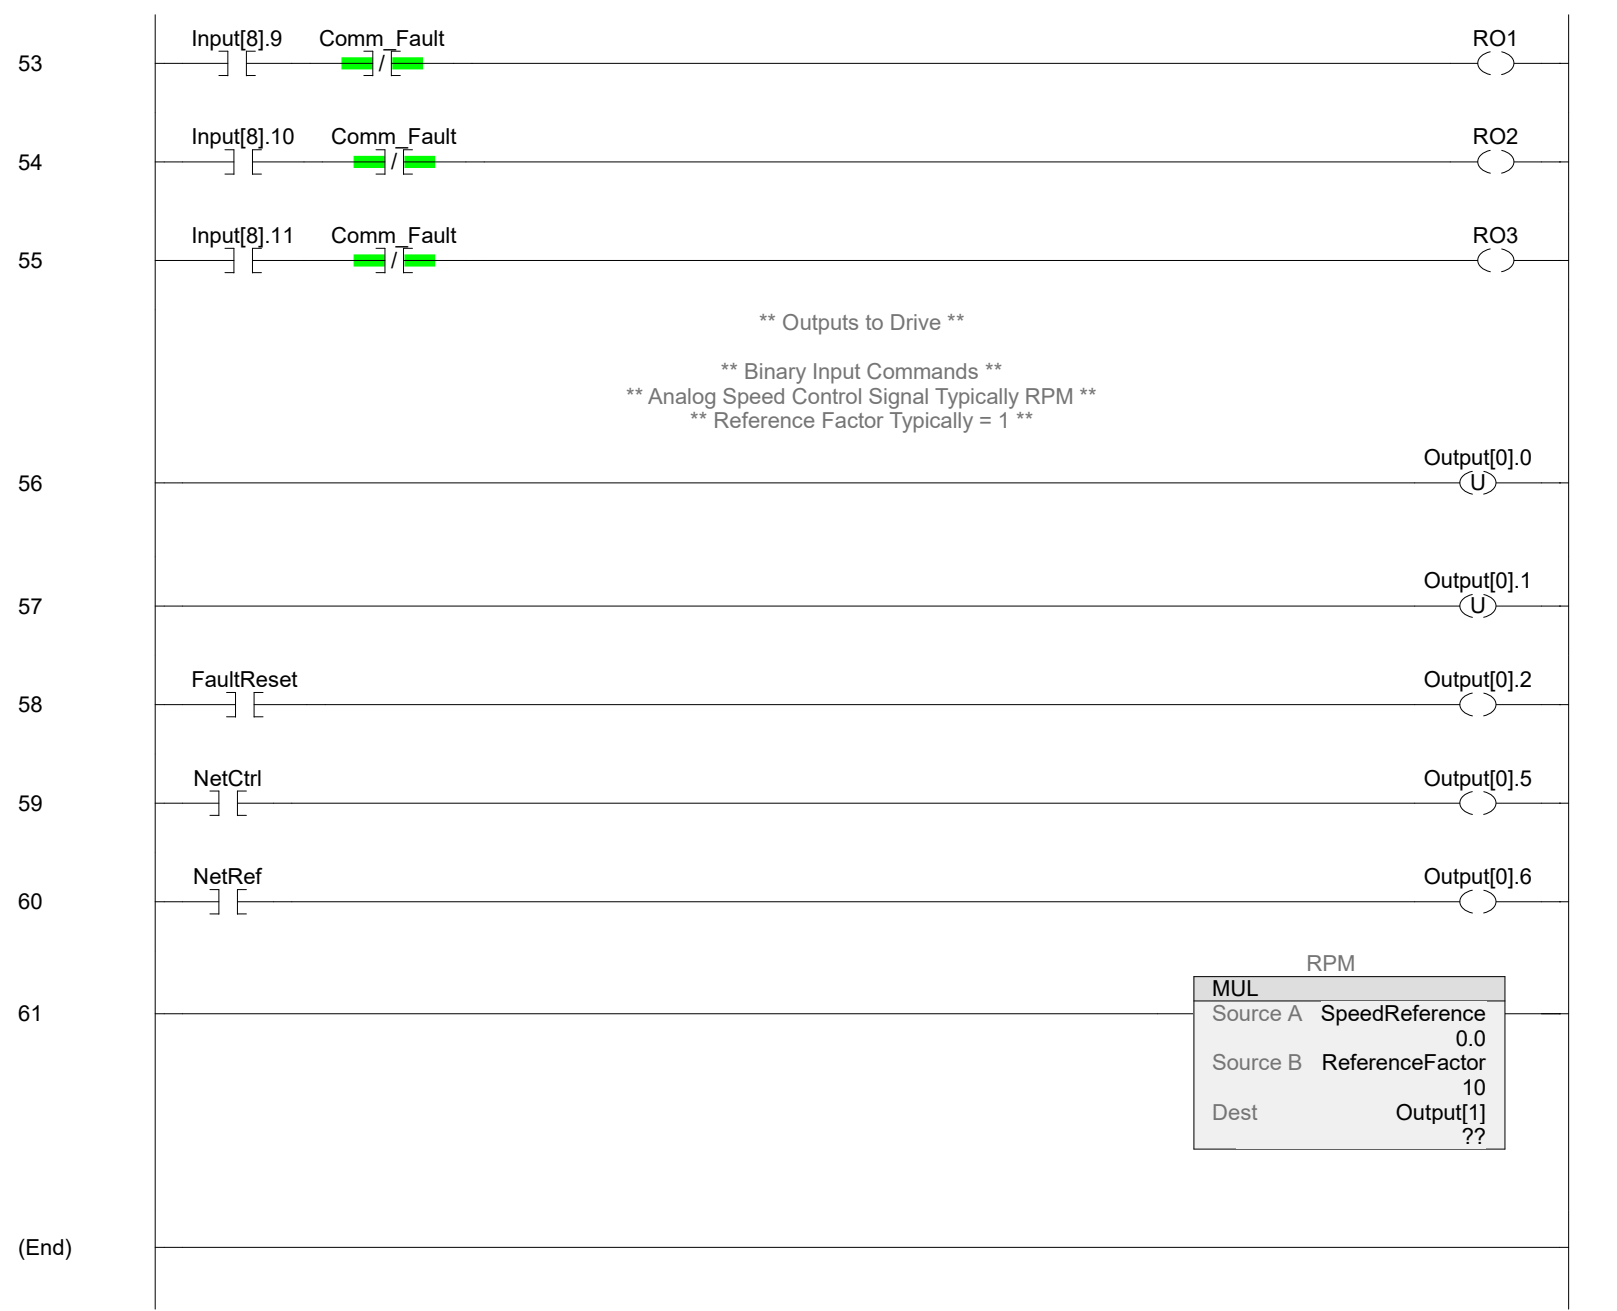 Input[8].9 Comm_Fault RO1
53 /
Input[8].10 Comm_Fault RO2
54 /
Input[8].11 Comm_Fault RO3
55 /
** Outputs to Drive **
** Binary Input Commands **
** Analog Speed Control Signal Typically RPM **
** Reference Factor Typically = 1 **
Output[0].0
56 U
Output[0].1
57 U
FaultReset Output[0].2
58
NetCtrl Output[0].5
59
NetRef Output[0].6
60
RPM
MUL
61 Source A SpeedReference
0.0
Source B ReferenceFactor
10
Dest Output[1]
??
(End)